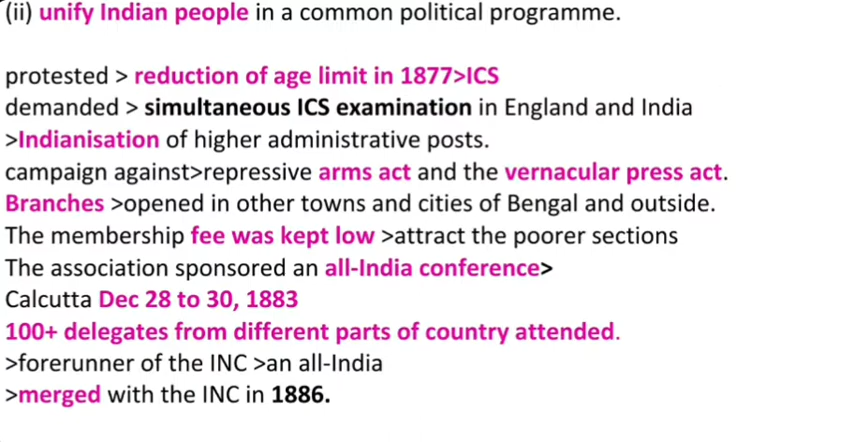 (ii) unify Indian people in a common political programme.
protested > reduction of age limit in 1877>ICS
demanded > simultaneous ICS examination in England and India
>Indianisation of higher administrative posts.
campaign against>repressive arms act and the vernacular press act.
Branches >opened in other towns and cities of Bengal and outside.
The membership fee was kept low >attract the poorer sections
The association sponsored an all-India conference>
Calcutta Dec 28 to 30, 1883
100+ delegates from different parts of country attended.
>forerunner of the INC >an all-India
>merged with the INC in 1886.